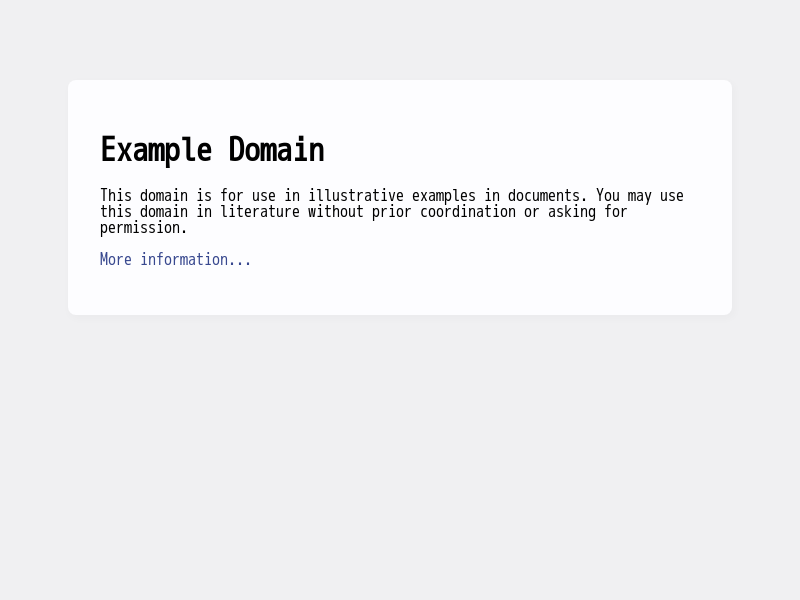 Example Domain
This domain is for use in illustrative examples in documents. You may use
this domain in literature without prior coordination or asking for
permission.
More information...